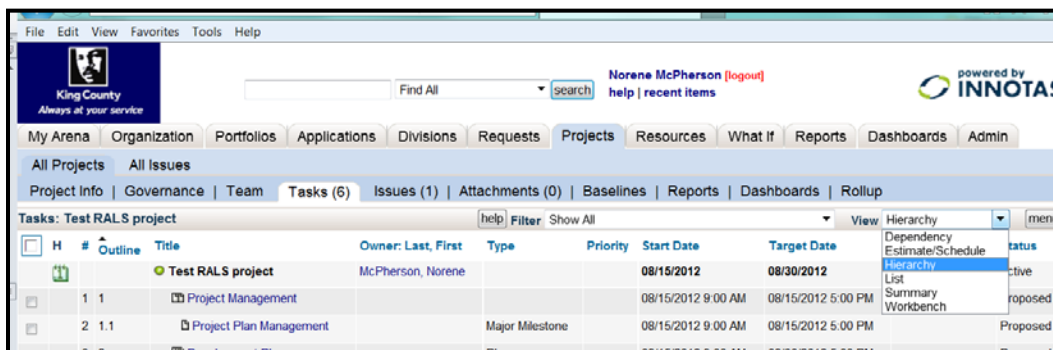 File Edit View Favorites Tools Help
King County
Always at your service
Find All search
Norene McPherson [logout]
help | recent items
powered by
INNOTAS
My Arena Organization Portfolios Applications Divisions Requests Projects Resources What If Reports Dashboards Admin
All Projects All Issues
Project Info | Governance | Team Tasks (6) Issues (1) | Attachments (0) | Baselines | Reports | Dashboards | Rollup
Tasks: Test RALS project help Filter Show All View Hierarchy men
H # Outline Title Owner: Last, First Type Priority Start Date Target Date tatus
Dependency
Estimate/Schedule
Hierarchy
List
Summary
Workbench
Test RALS project McPherson, Norene 08/15/2012 08/30/2012 ctive
1 1 Project Management 08/15/2012 9:00 AM 08/15/2012 5:00 PM roposed
2 1.1 Project Plan Management Major Milestone 08/15/2012 9:00 AM 08/15/2012 5:00 PM Proposed